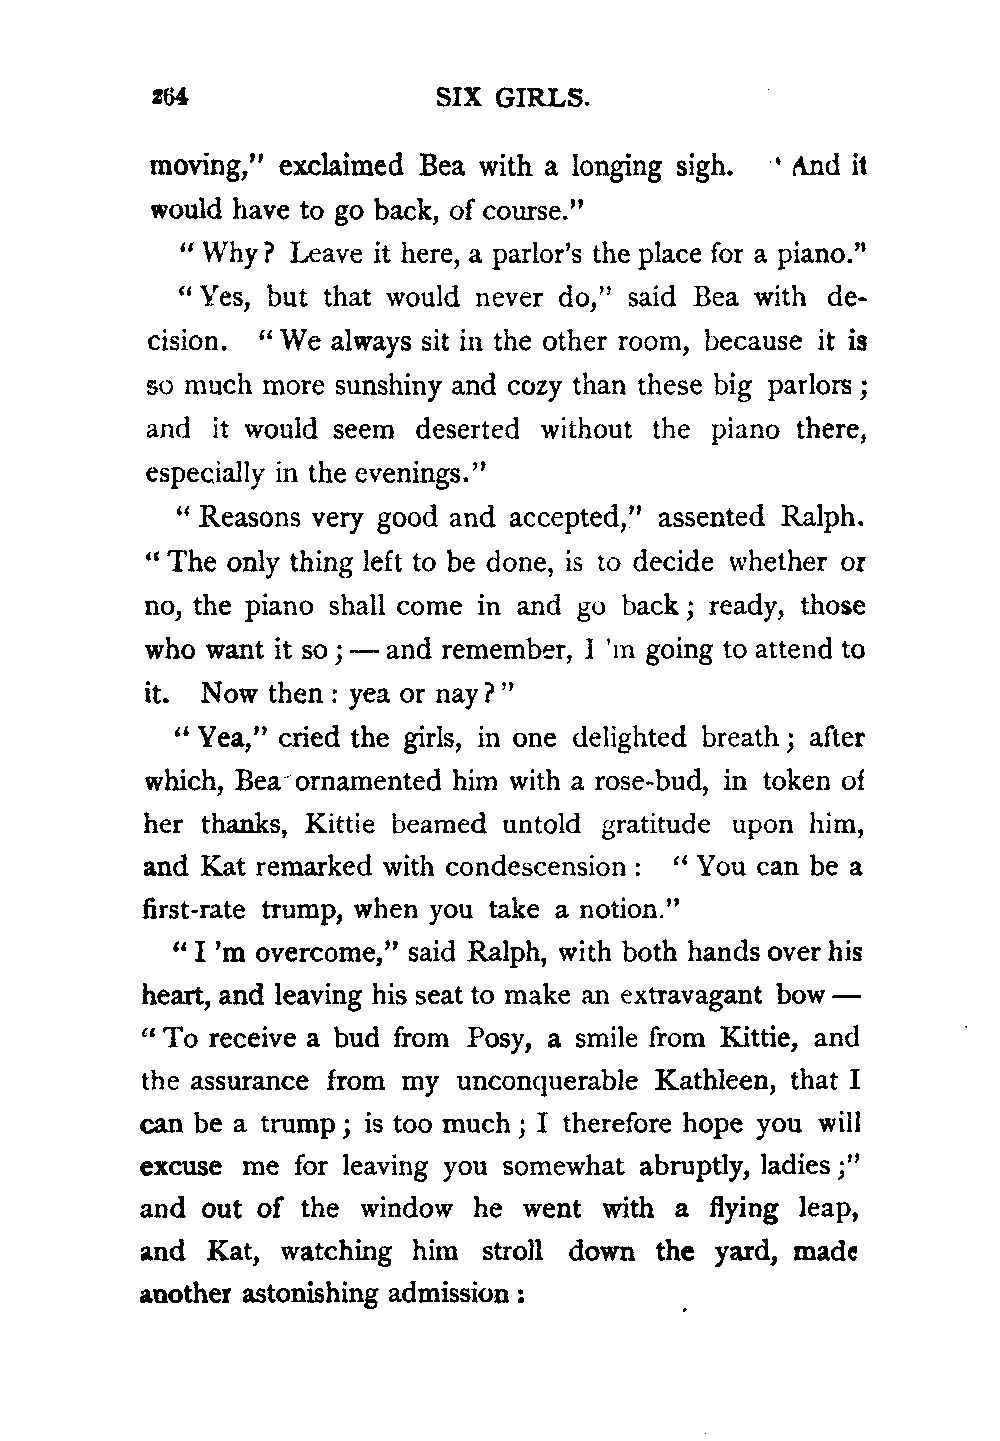 264 SIX GIRLS.
moving," exclaimed Bea with a longing sigh. ' And it
would have to go back, of course."
" Why? Leave it here, a parlor's the place for a piano."
" Yes, but that would never do," said Bea with de-
cision. " We always sit in the other room, because it is
so much more sunshiny and cozy than these big parlors ;
and it would seem deserted without the piano there,
especially in the evenings."
" Reasons very good and accepted," assented Ralph.
" The only thing left to be done, is to decide whether or
no, the piano shall come in and go back ; ready, those
who want it so ; — and remember, I 'm going to attend to
it. Now then : yea or nay ? "
" Yea," cried the girls, in one delighted breath ; after
which, Bea ornamented him with a rose-bud, in token of
her thanks, Kittie beamed untold gratitude upon him,
and Kat remarked with condescension : " You can be a
first-rate trump, when you take a notion."
" I 'm overcome," said Ralph, with both hands over his
heart, and leaving his seat to make an extravagant bow —
" To receive a bud from Posy, a smile from Kittie, and
the assurance from my unconquerable Kathleen, that I
can be a trump ; is too much ; I therefore hope you will
excuse me for leaving you somewhat abruptly, ladies ;"
and out of the window he went with a flying leap,
and Kat, watching him stroll down the yard, made
another astonishing admission :